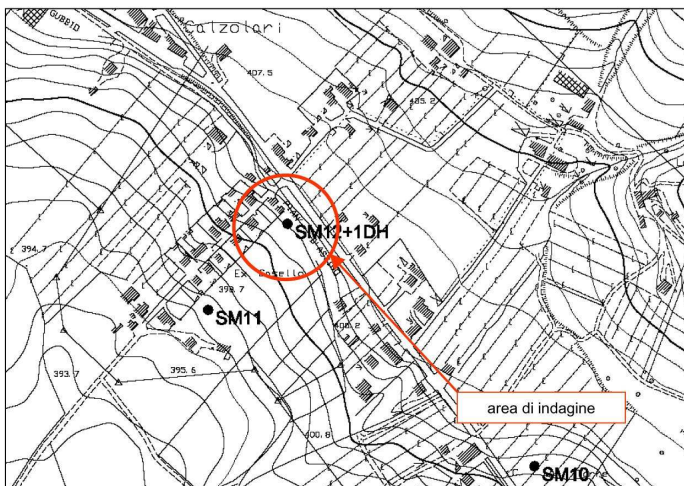 GUBBIO
Calzolari
407.5
405.2
SM12+1DH
394.7
Ex Casello
398.7
SM11
400.2
393.7
395.6
area di indagine
400.8
SM10